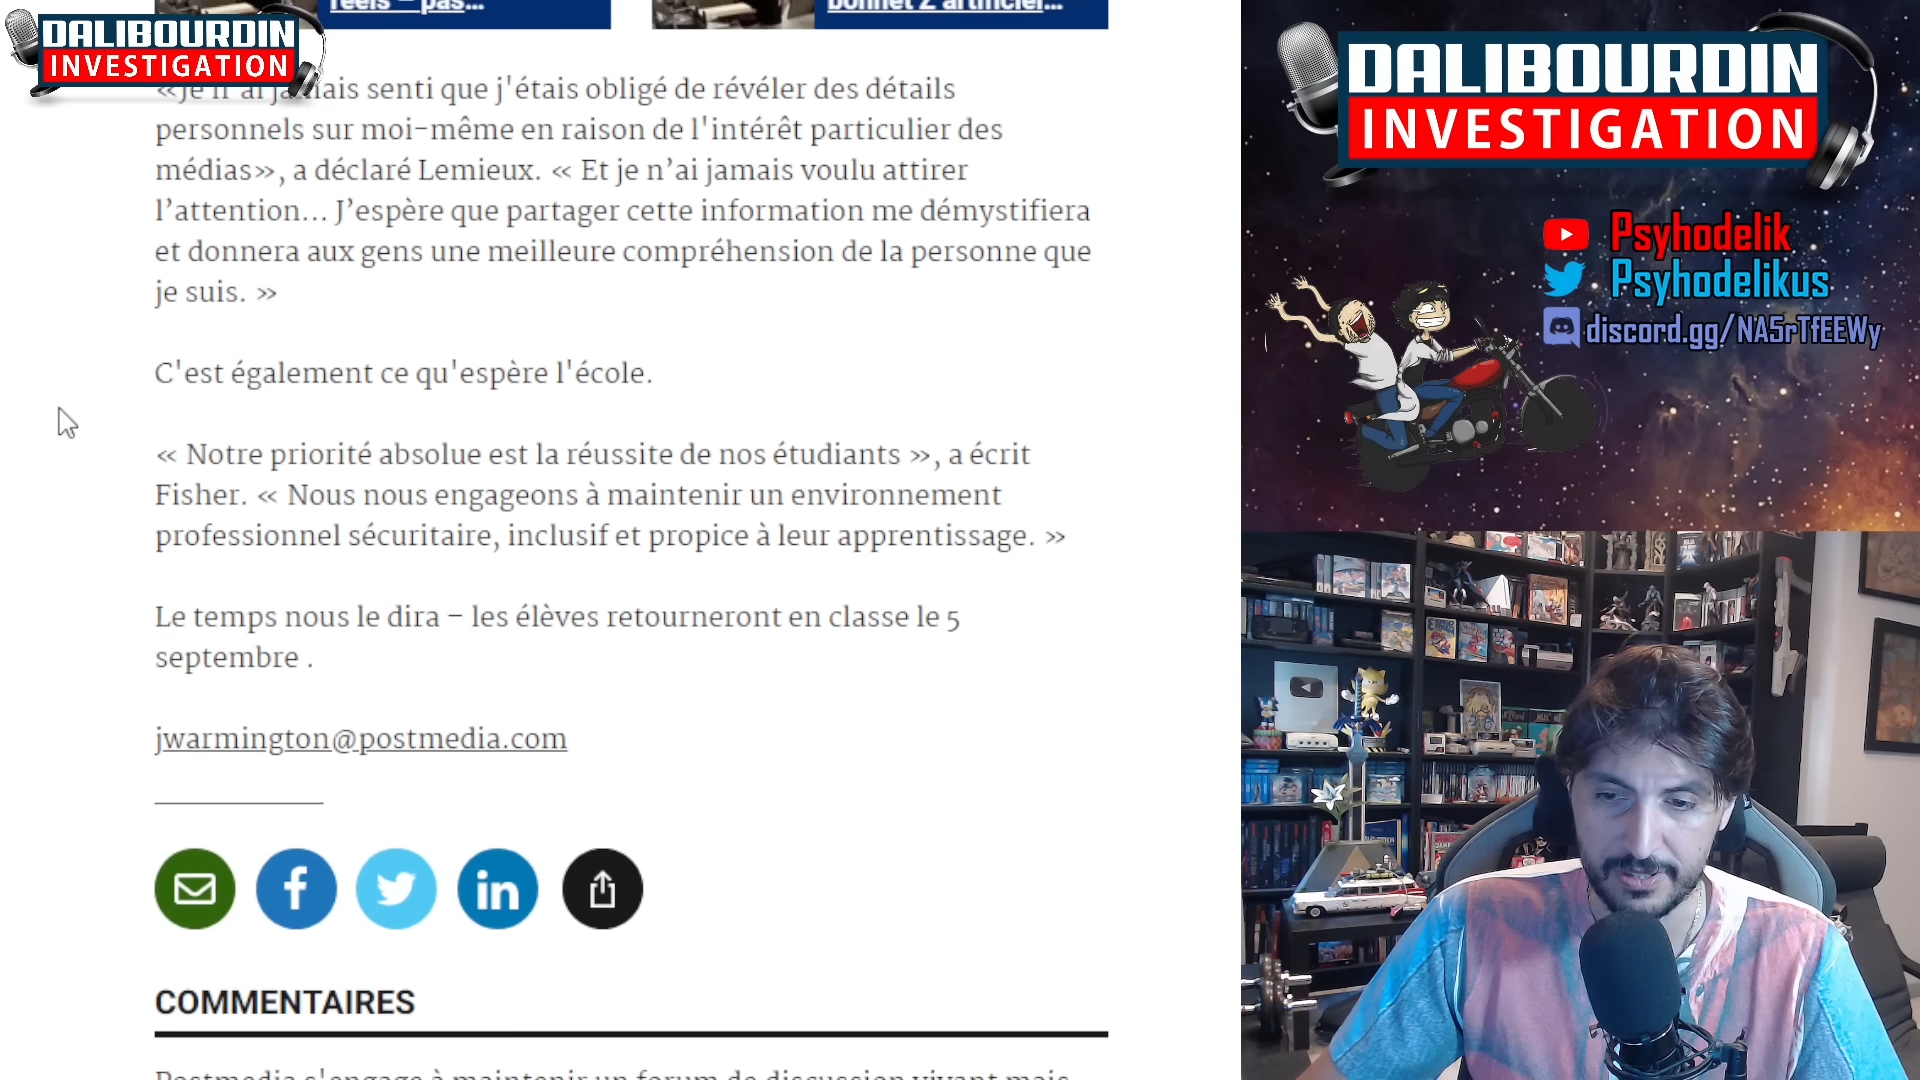 réels – pas...
bonnet Z artificiel...
DALIBOURDIN
INVESTIGATION
«Je n'ai jamais senti que j'étais obligé de révéler des détails
personnels sur moi-même en raison de l'intérêt particulier des
médias», a déclaré Lemieux. « Et je n’ai jamais voulu attirer
l’attention... J’espère que partager cette information me démystifiera
et donnera aux gens une meilleure compréhension de la personne que
je suis. »
C'est également ce qu'espère l'école.
« Notre priorité absolue est la réussite de nos étudiants », a écrit
Fisher. « Nous nous engageons à maintenir un environnement
professionnel sécuritaire, inclusif et propice à leur apprentissage. »
Le temps nous le dira – les élèves retourneront en classe le 5
septembre .
jwarmington@postmedia.com
COMMENTAIRES
Postmedia s'engage à maintenir un forum de discussion vivant mais
DALIBOURDIN
INVESTIGATION
Psyhodelik
Psyhodelikus
discord.gg/NA5rTfEEWy